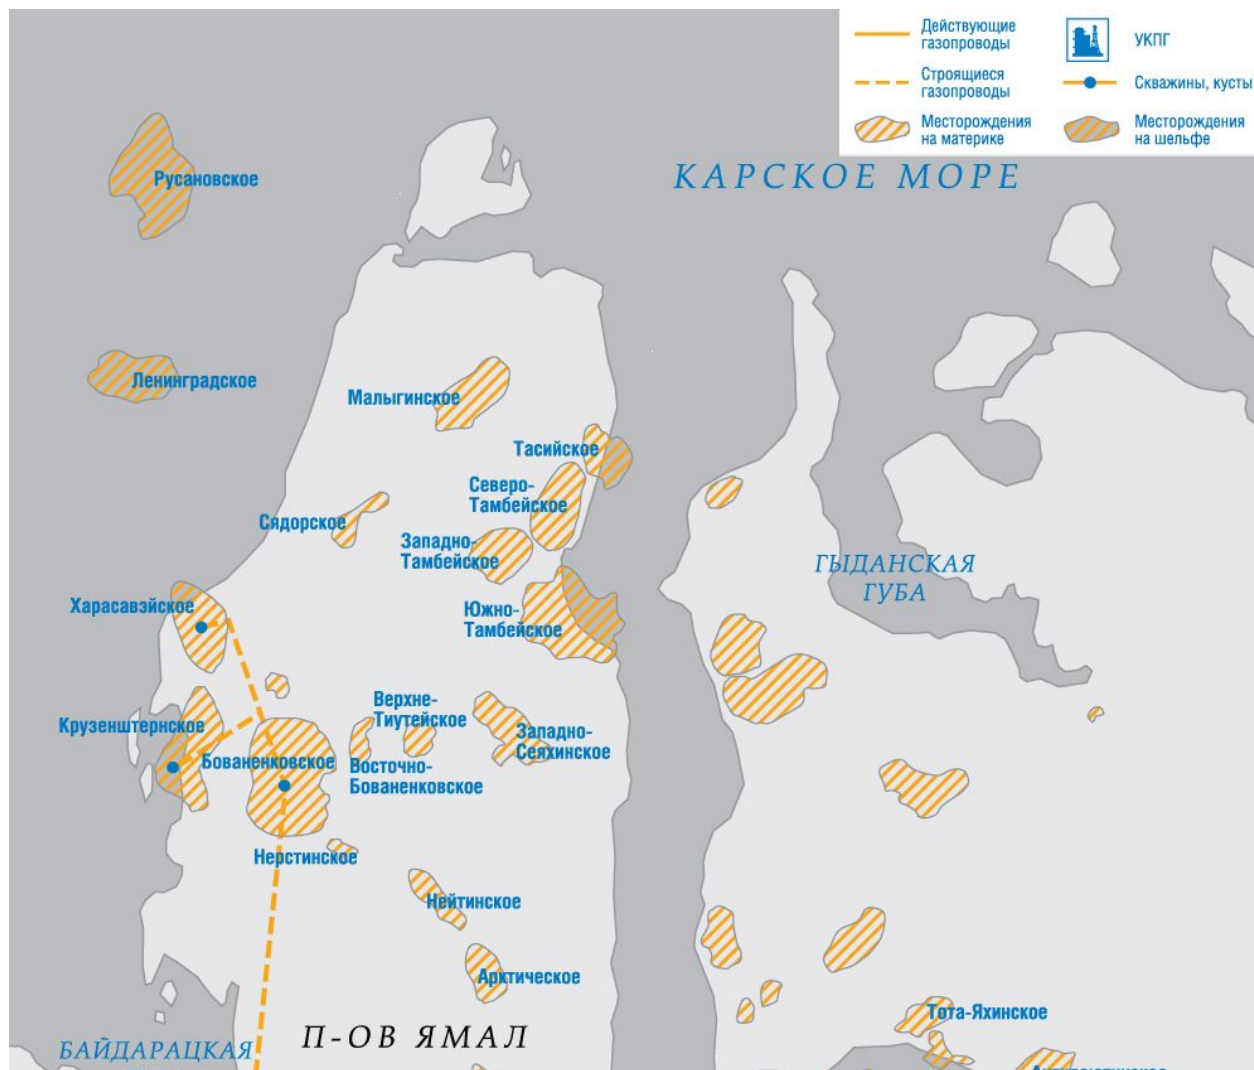 Действующие
газопроводы
УКПГ
Строящиеся
газопроводы
Скважины, кусты
Месторождения
на материке
Месторождения
на шельфе
КАРСКОЕ МОРЕ
Русановское
Ленинградское
Малыгинское
Тасийское
Северо-
Тамбейское
Сядорское
Западно-
Тамбейское
ГЫДАНСКАЯ
ГУБА
Харасавэйское
Южно-
Тамбейское
Крузенштернское
Верхне-
Тиутейское
Западно-
Сеяхинское
Бованенковское
Восточно-
Бованенковское
Нерстинское
Нейтинское
Арктическое
Тота-Яхинское
П-ОВ ЯМАЛ
БАЙДАРАЦКАЯ